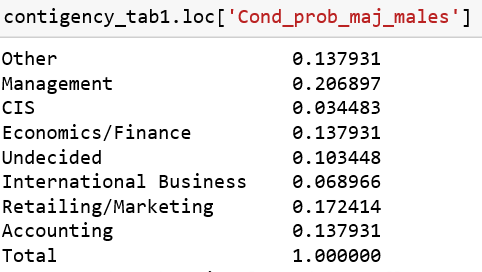 contigency_tab1.loc['Cond_prob_maj_males']
Other 0.137931
Management 0.206897
CIS 0.034483
Economics/Finance 0.137931
Undecided 0.103448
International Business 0.068966
Retailing/Marketing 0.172414
Accounting 0.137931
Total 1.000000